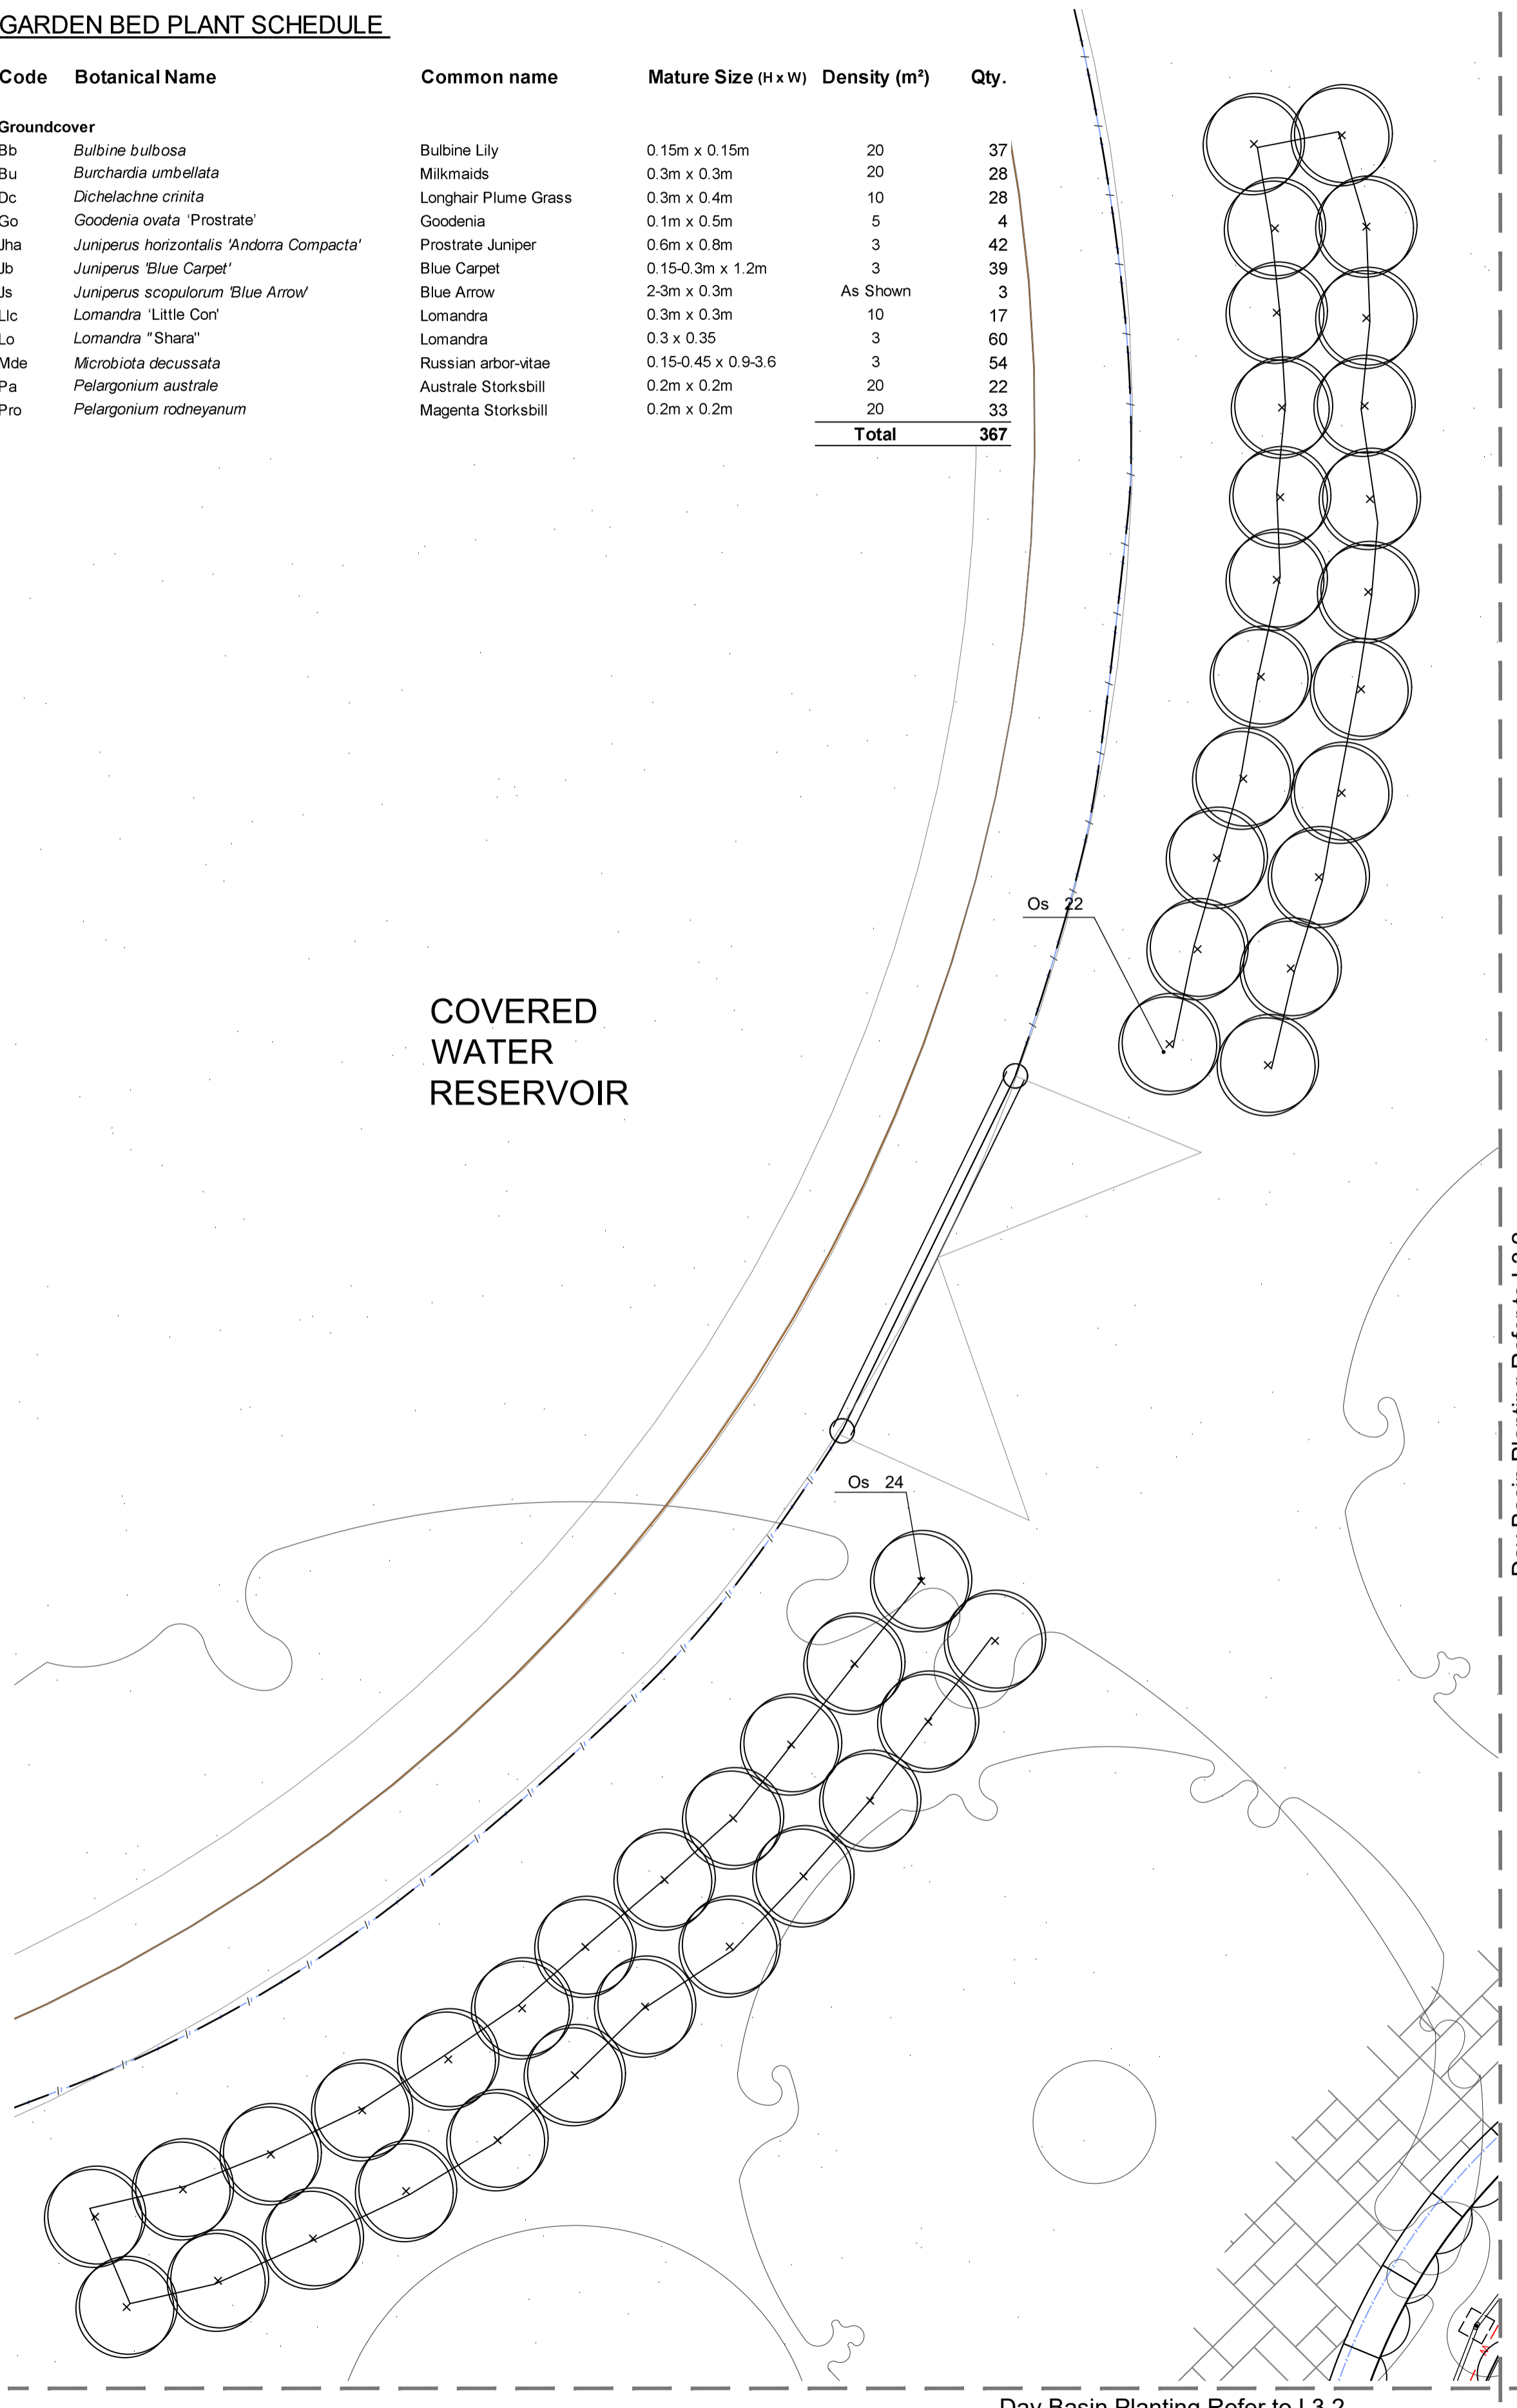 GARDEN BED PLANT SCHEDULE
Code Botanical Name Common name Mature Size (H x W) Density (m²) Qty.
Groundcover
Bb Bulbine bulbosa Bulbine Lily 0.15m x 0.15m 20 37
Bu Burchardia umbellata Milkmaids 0.3m x 0.3m 20 28
Dc Dichelachne crinita Longhair Plume Grass 0.3m x 0.4m 10 28
Go Goodenia ovata 'Prostrate' Goodenia 0.1m x 0.5m 5 4
Jha Juniperus horizontalis 'Andorra Compacta' Prostrate Juniper 0.6m x 0.8m 3 42
Jb Juniperus 'Blue Carpet' Blue Carpet 0.15-0.3m x 1.2m 3 39
Js Juniperus scopulorum 'Blue Arrow' Blue Arrow 2-3m x 0.3m As Shown 3
Llc Lomandra 'Little Con' Lomandra 0.3m x 0.3m 10 17
Lo Lomandra "Shara" Lomandra 0.3 x 0.35 3 60
Mde Microbiota decussata Russian arbor-vitae 0.15-0.45 x 0.9-3.6 3 54
Pa Pelargonium australe Australe Storksbill 0.2m x 0.2m 20 22
Pro Pelargonium rodneyanum Magenta Storksbill 0.2m x 0.2m 20 33
Total 367
Os 22
COVERED
WATER
RESERVOIR
Os 24
Day Basin Planting Refer to L3.2